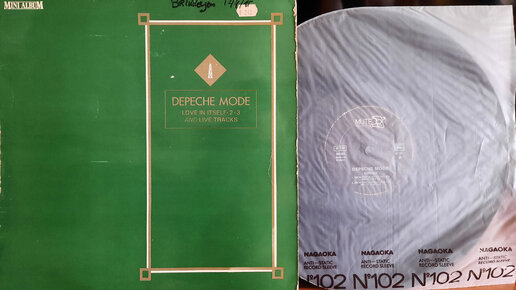 MINI ALBUM
DEPECHE MODE
LOVE IN ITSELF·2·3
AND LIVE TRACKS
MUTE
DEPECHE MODE
NAGAOKA NAGAOKA NAGAOKA NAGAOKA
ANTI—STATIC ANTI—STATIC ANTI—STATIC ANTI—STATIC
RECORD SLEEVE RECORD SLEEVE RECORD SLEEVE RECORD SLEEVE
Nº102 Nº102 Nº102 Nº102